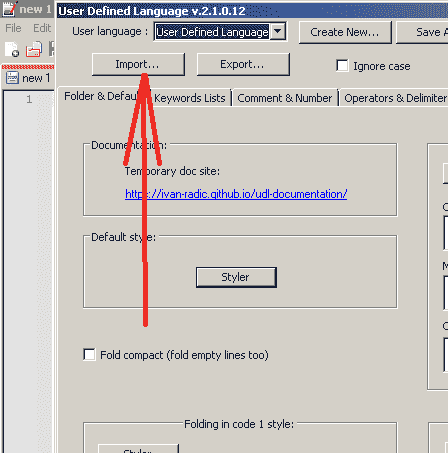 new 1
User Defined Language v.2.1.0.12
File Edit
User language : User Defined Language Create New... Save A
Import... Export... Ignore case
new 1
Folder & Defaul Keywords Lists Comment & Number Operators & Delimiter
1
Documentation:
Temporary doc site:
https://ivan-radic.github.io/udl-documentation/
Default style:
Styler
Fold compact (fold empty lines too)
Folding in code 1 style:
Styler